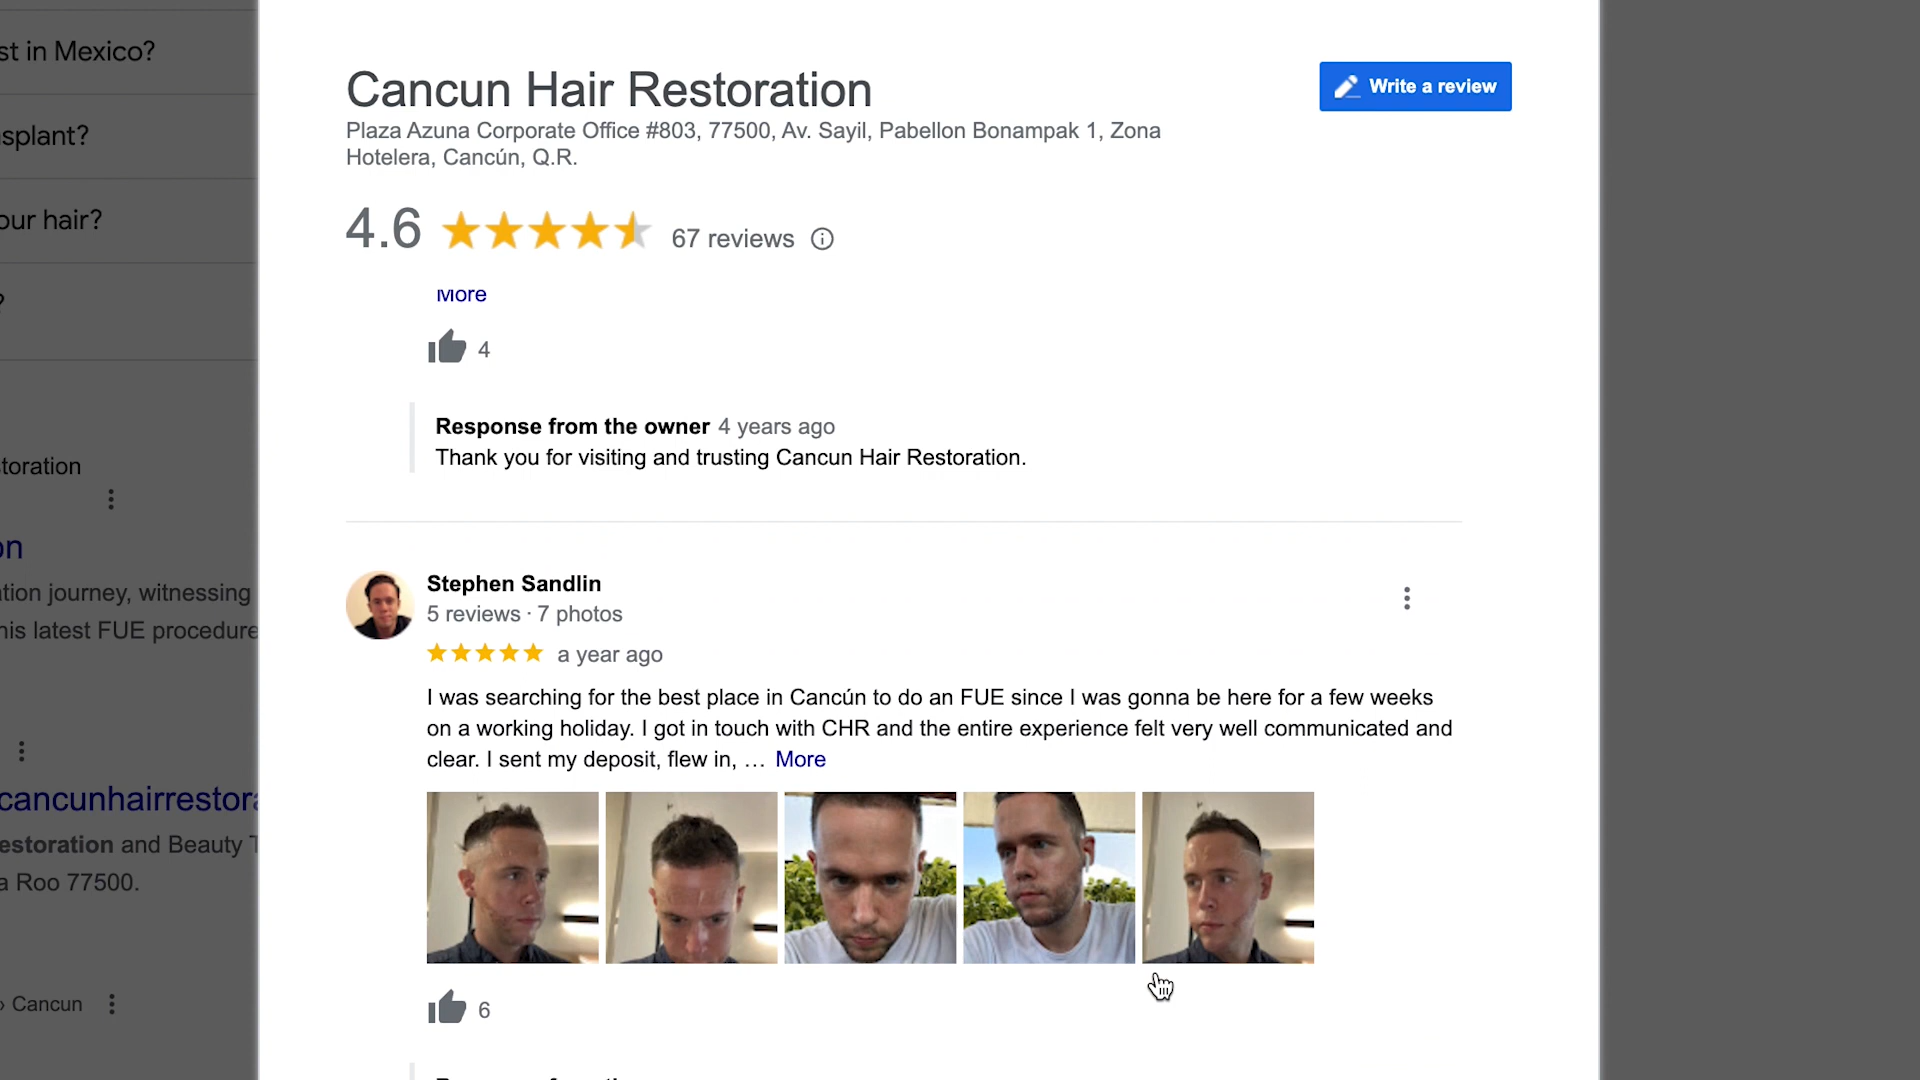 st in Mexico?
splant?
our hair?
?
toration
on
tion journey, witnessing
his latest FUE procedure
cancunhairrestora
estoration and Beauty T
a Roo 77500.
› Cancun
Cancun Hair Restoration
Write a review
Plaza Azuna Corporate Office #803, 77500, Av. Sayil, Pabellon Bonampak 1, Zona
Hotelera, Cancún, Q.R.
4.6 67 reviews
More
4
Response from the owner 4 years ago
Thank you for visiting and trusting Cancun Hair Restoration.
Stephen Sandlin
5 reviews · 7 photos
a year ago
I was searching for the best place in Cancún to do an FUE since I was gonna be here for a few weeks
on a working holiday. I got in touch with CHR and the entire experience felt very well communicated and
clear. I sent my deposit, flew in, … More
6